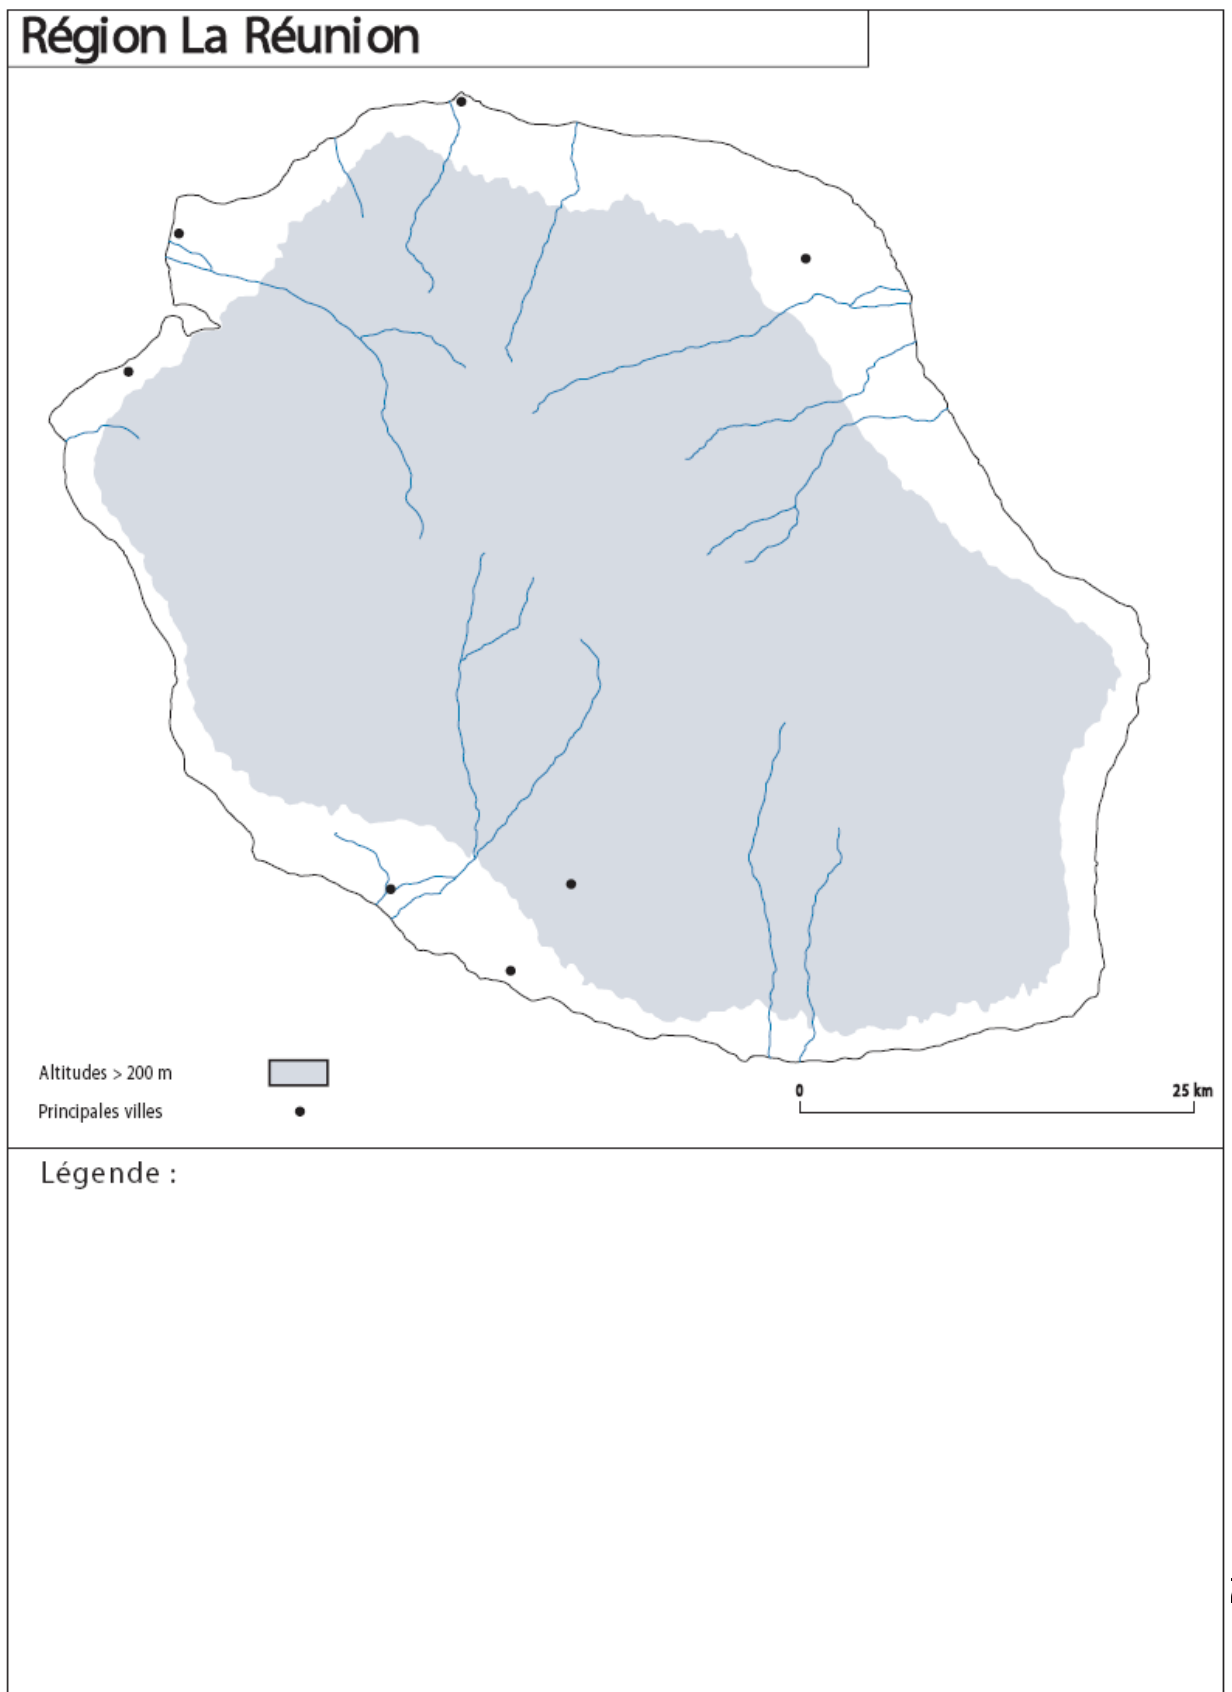 Région La Réunion
Altitudes > 200 m
Principales villes
0 25 km
Légende :